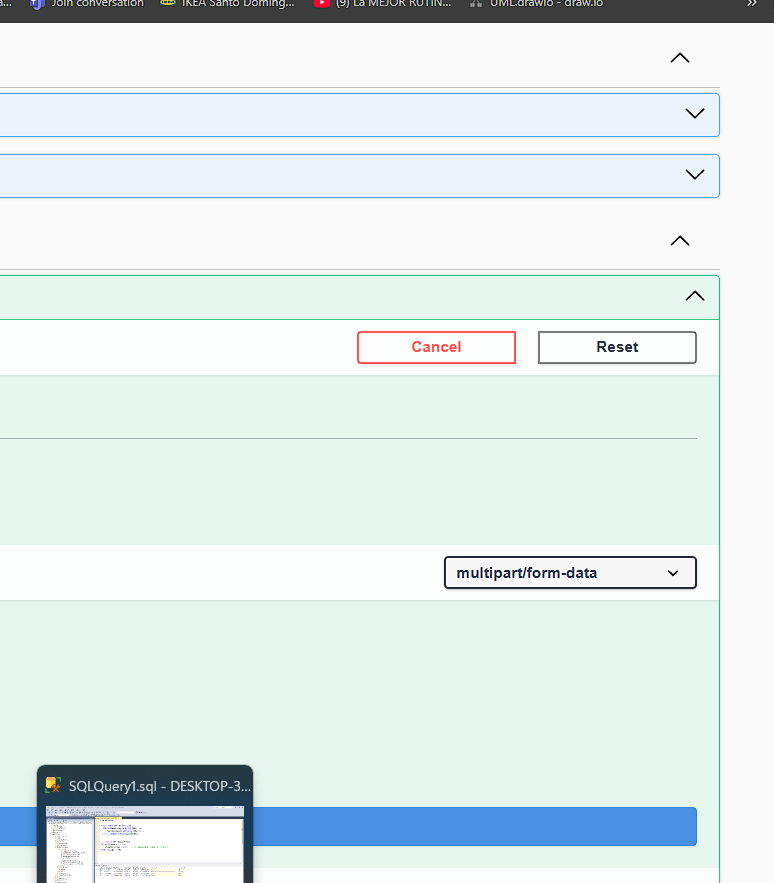 Join conversation
IKEA Santo Doming...
(9) La MEJOR RUTIN...
UML.drawio - draw.io
Cancel
Reset
multipart/form-data
SQLQuery1.sql - DESKTOP-3...